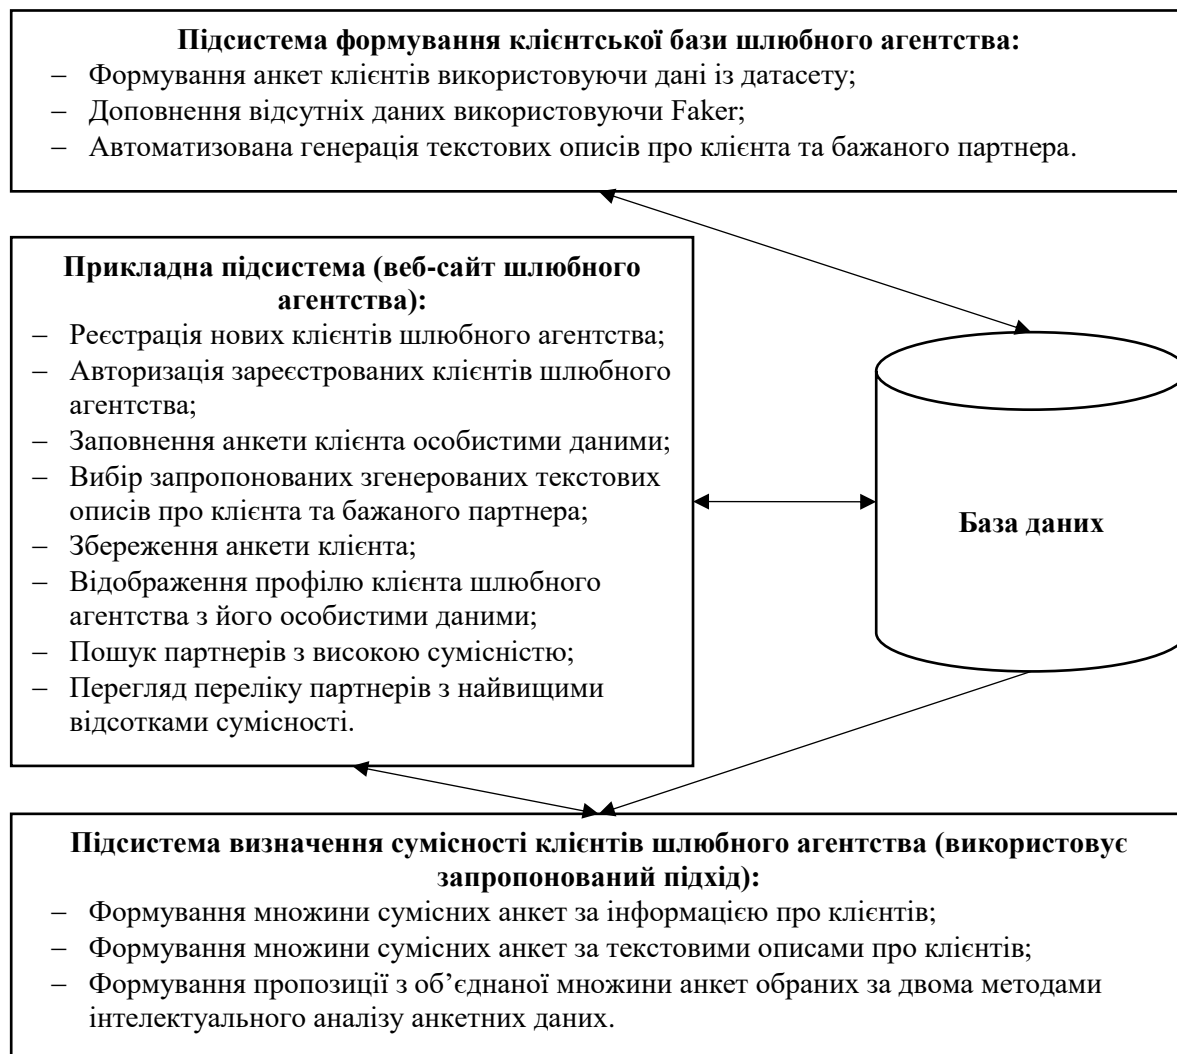 Підсистема формування клієнтської бази шлюбного агентства:
– Формування анкет клієнтів використовуючи дані із датасету;
– Доповнення відсутніх даних використовуючи Faker;
– Автоматизована генерація текстових описів про клієнта та бажаного партнера.
Прикладна підсистема (веб-сайт шлюбного
агентства):
– Реєстрація нових клієнтів шлюбного агентства;
– Авторизація зареєстрованих клієнтів шлюбного
агентства;
– Заповнення анкети клієнта особистими даними;
– Вибір запропонованих згенерованих текстових
описів про клієнта та бажаного партнера;
– Збереження анкети клієнта;
– Відображення профілю клієнта шлюбного
агентства з його особистими даними;
– Пошук партнерів з високою сумісністю;
– Перегляд переліку партнерів з найвищими
відсотками сумісності.
База даних
Підсистема визначення сумісності клієнтів шлюбного агентства (використовує
запропонований підхід):
– Формування множини сумісних анкет за інформацією про клієнтів;
– Формування множини сумісних анкет за текстовими описами про клієнтів;
– Формування пропозиції з об’єднаної множини анкет обраних за двома методами
інтелектуального аналізу анкетних даних.